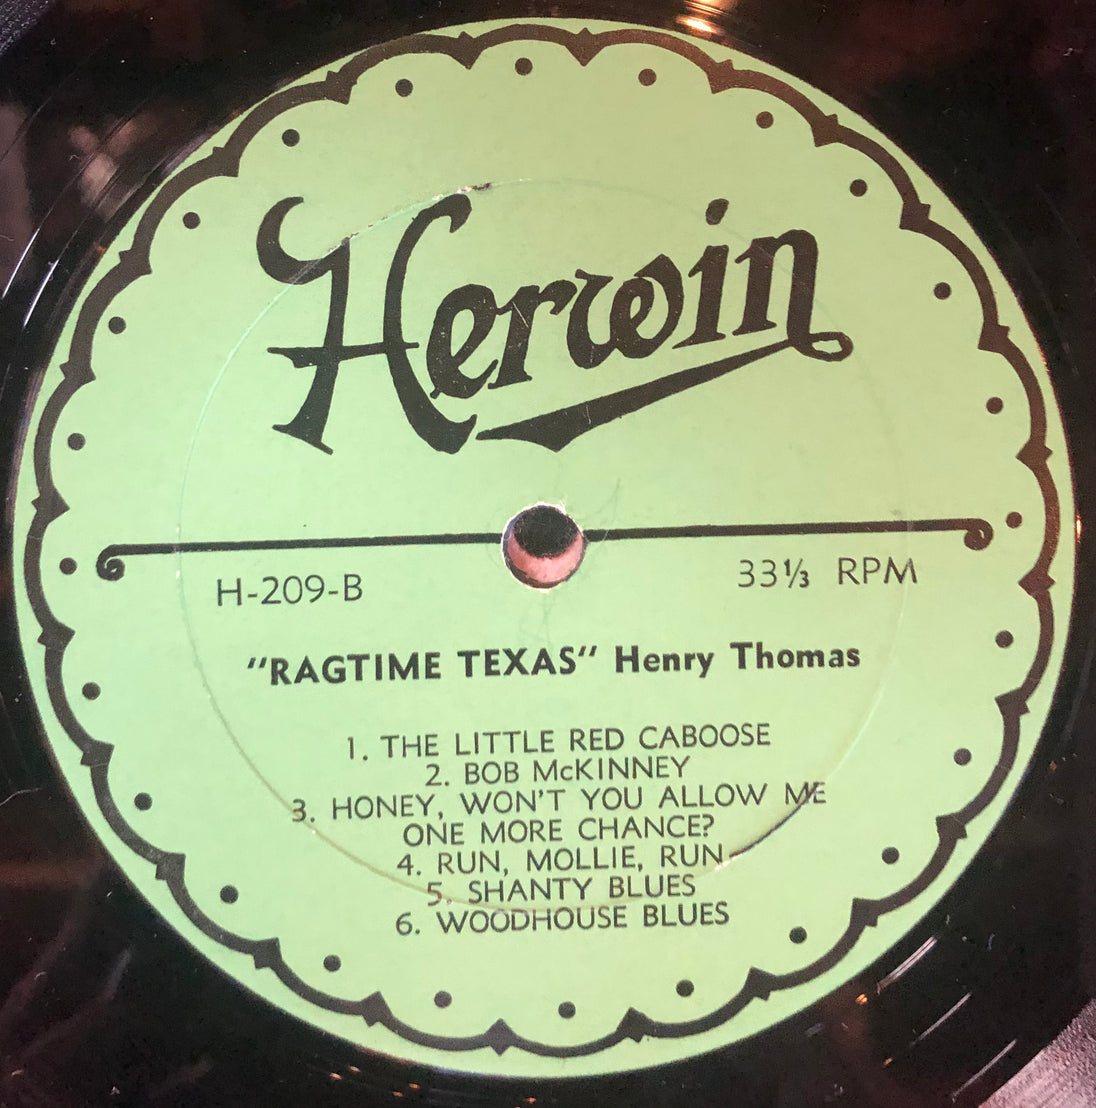 Herwin
H-209-B 33⅓ RPM
"RAGTIME TEXAS" Henry Thomas
1. THE LITTLE RED CABOOSE
2. BOB McKINNEY
3. HONEY, WON'T YOU ALLOW ME
ONE MORE CHANCE?
4. RUN, MOLLIE, RUN
5. SHANTY BLUES
6. WOODHOUSE BLUES